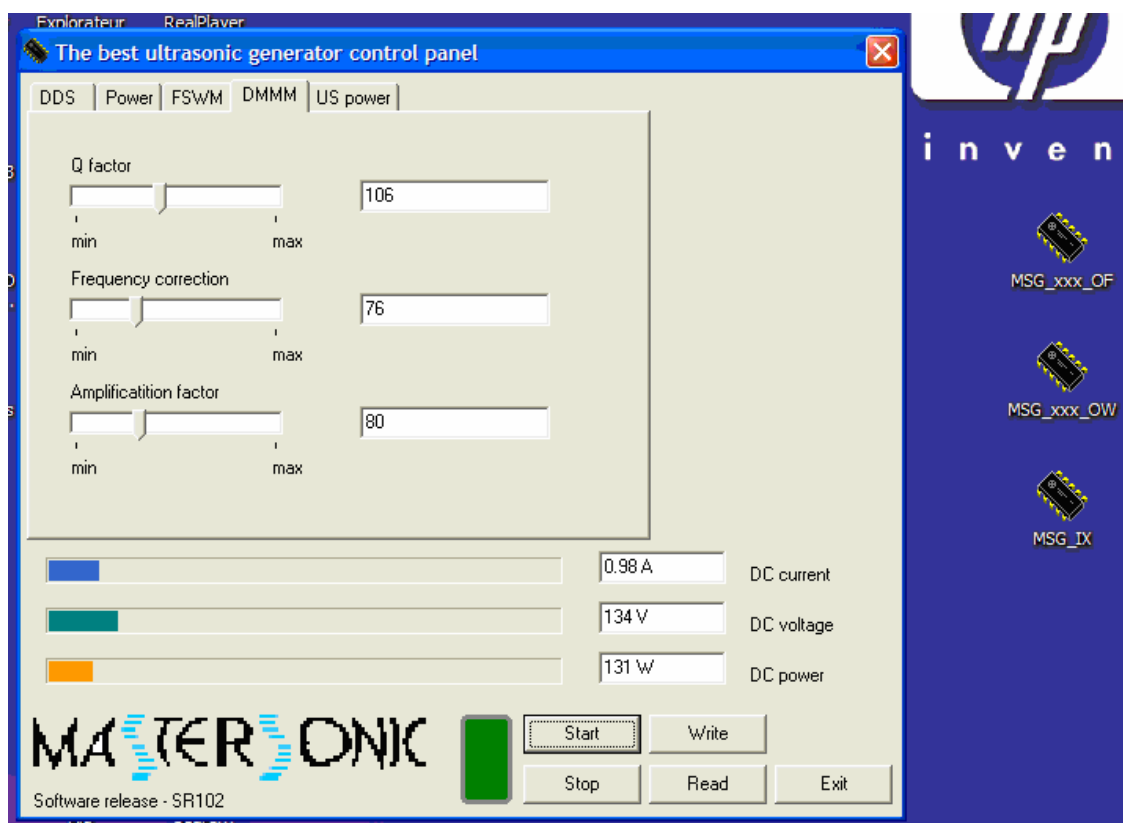 Explorateur RealPlayer
The best ultrasonic generator control panel
DDS Power FSWM DMMM US power
Q factor
106
min max
Frequency correction
76
min max
Amplificatition factor
80
min max
0.98 A DC current
134 V DC voltage
131 W DC power
MASTERSONIC
Start Write
Stop Read Exit
Software release - SR102
hp
inven
MSG_xxx_OF
MSG_xxx_OW
MSG_IX